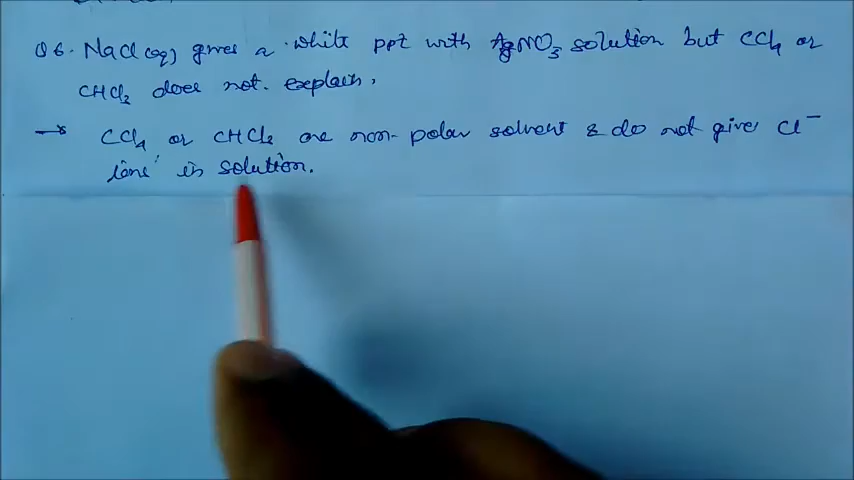 Q6. NaCl(aq) gives a white ppt with AgNO3 solution but CCl4 or
CHCl3 does not. explain.
→ CCl4 or CHCl3 are non-polar solvent & do not gives Cl⁻
ions' in solution.